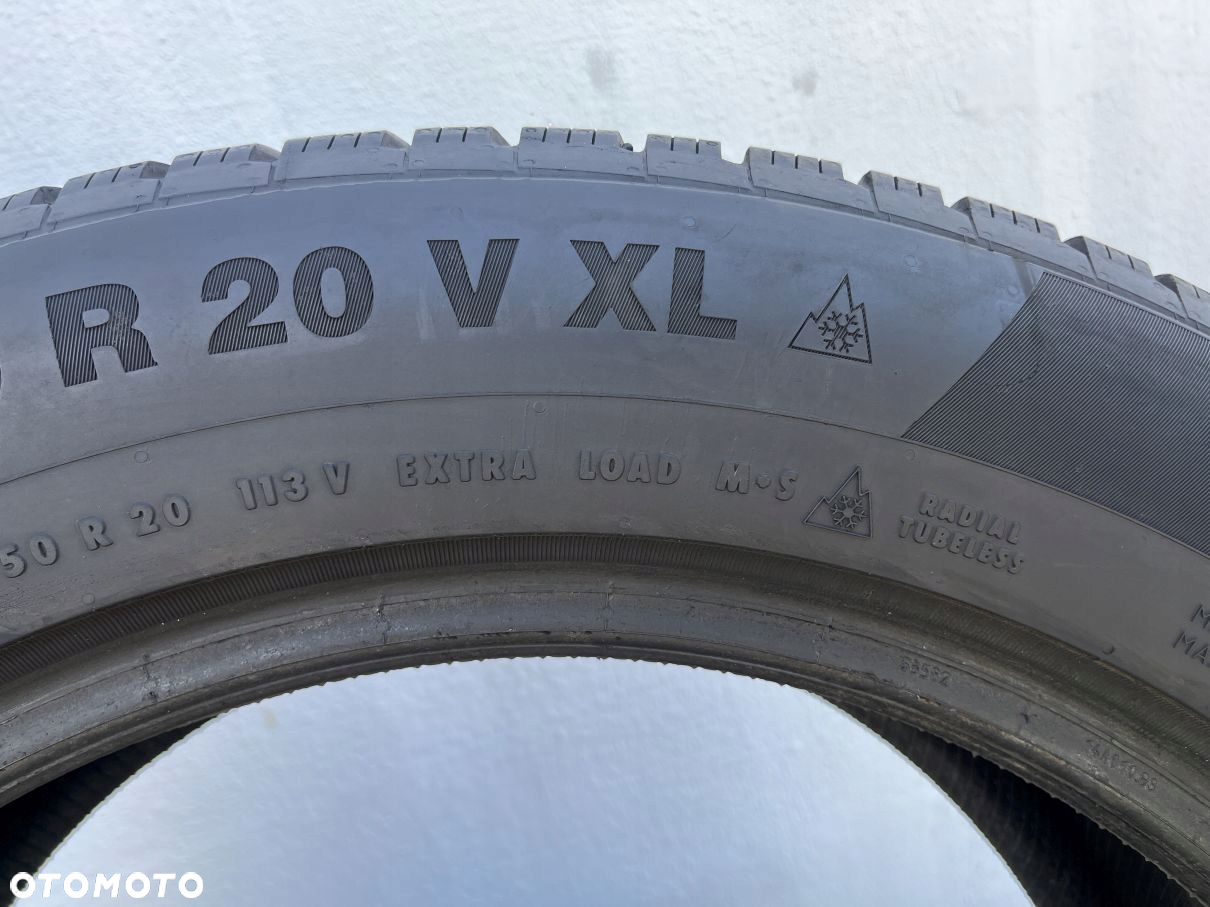 R 20 V XL
50 R 20 113 V EXTRA LOAD M•S
RADIAL
TUBELESS
OTOMOTO